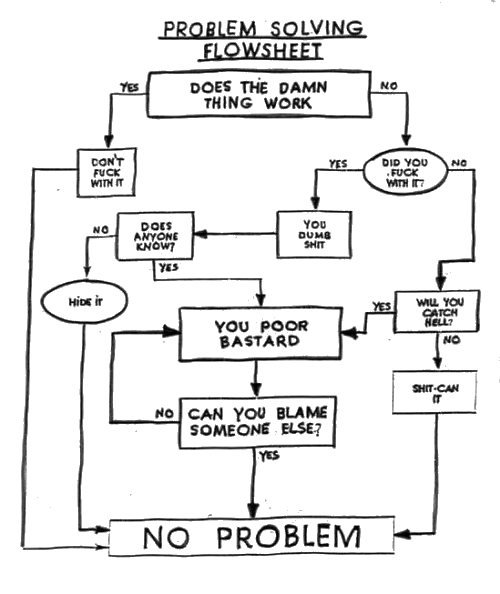 PROBLEM SOLVING
FLOWSHEET
DOES THE DAMN
THING WORK
YES
NO
DON'T
FUCK
WITH IT
DID YOU
FUCK
WITH IT?
YES
NO
YOU
DUMB
SHIT
DOES
ANYONE
KNOW?
NO
YES
HIDE IT
WILL YOU
CATCH
HELL?
YES
NO
YOU POOR
BASTARD
SHIT-CAN
IT
CAN YOU BLAME
SOMEONE ELSE?
NO
YES
NO PROBLEM